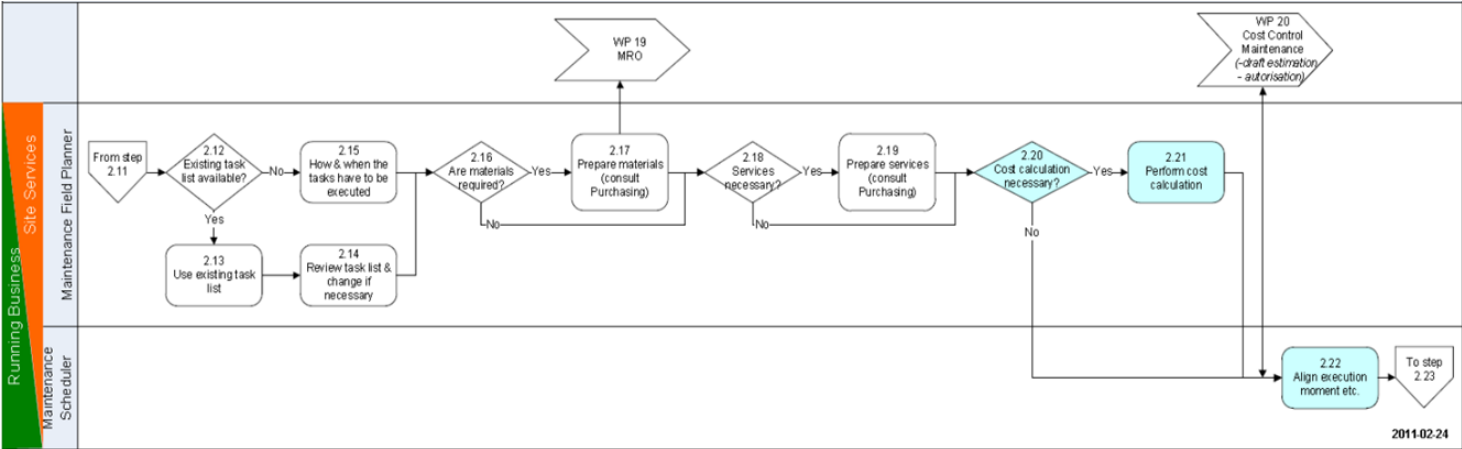 WP 19
MRO
WP 20
Cost Control
Maintenance
(-draft estimation
- autorisation)
Running Business
Site Services
Maintenance Field Planner
From step
2.11
2.12
Existing task
list available?
No
Yes
2.13
Use existing task
list
2.15
How & when the
tasks have to be
executed
2.14
Review task list &
change if
necessary
2.16
Are materials
required?
Yes
No
2.17
Prepare materials
(consult
Purchasing)
2.18
Services
necessary?
Yes
No
2.19
Prepare services
(consult
Purchasing)
2.20
Cost calculation
necessary?
Yes
No
2.21
Perform cost
calculation
Maintenance
Scheduler
2.22
Align execution
moment etc.
To step
2.23
2011-02-24